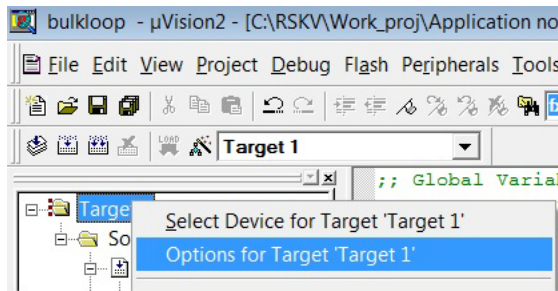 bulkloop - µVision2 - [C:\RSKV\Work_proj\Application no
File Edit View Project Debug Flash Peripherals Tools
LOAD Target 1
;; Global Varial
Targe
Select Device for Target 'Target 1'
So
Options for Target 'Target 1'